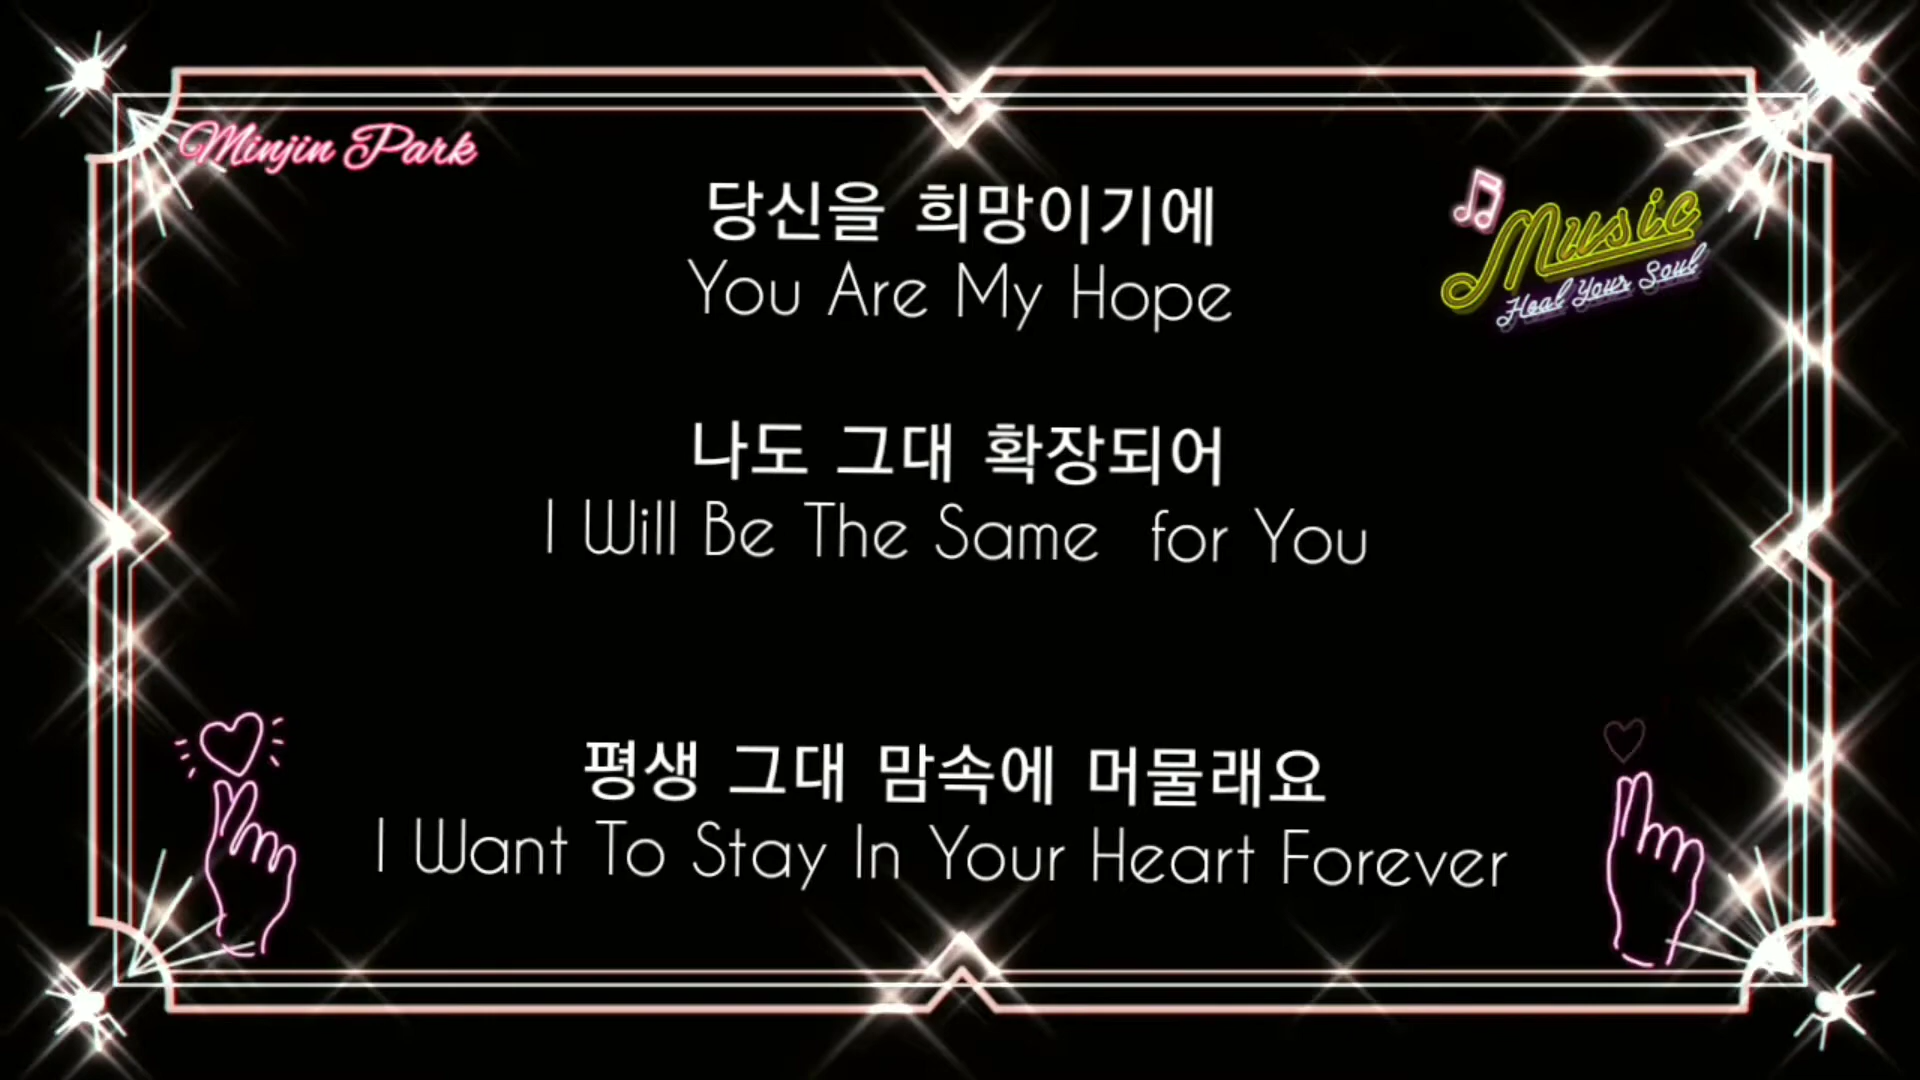 Minjin Park
Music
Heal Your Soul
당신을 희망이기에
You Are My Hope
나도 그대 확장되어
I Will Be The Same for You
평생 그대 맘속에 머물래요
I Want To Stay In Your Heart Forever